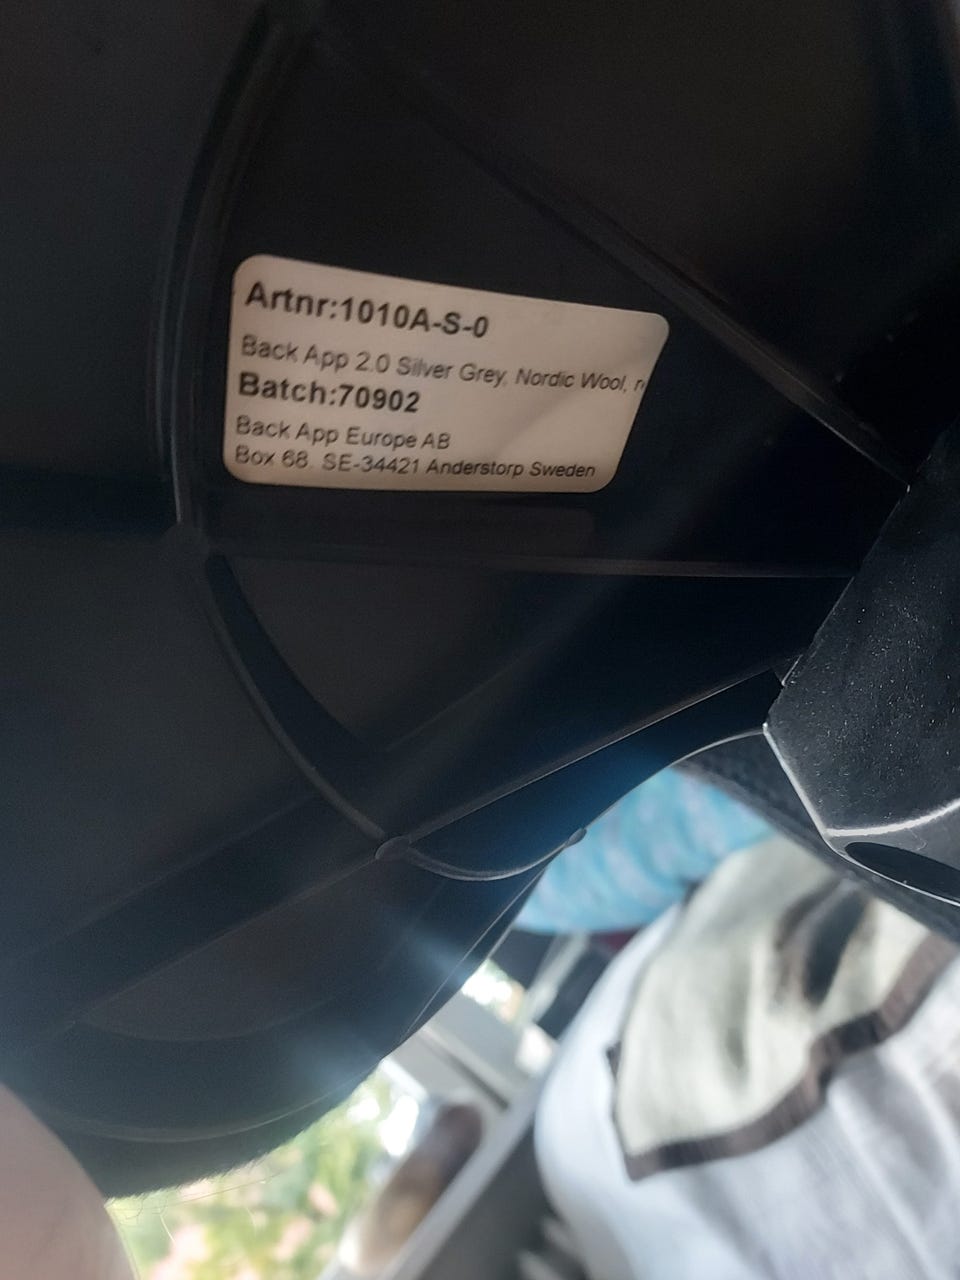 Artnr:1010A-S-0
Back App 2.0 Silver Grey, Nordic Wool,
Batch:70902
Back App Europe AB
Box 68. SE-34421 Anderstorp Sweden